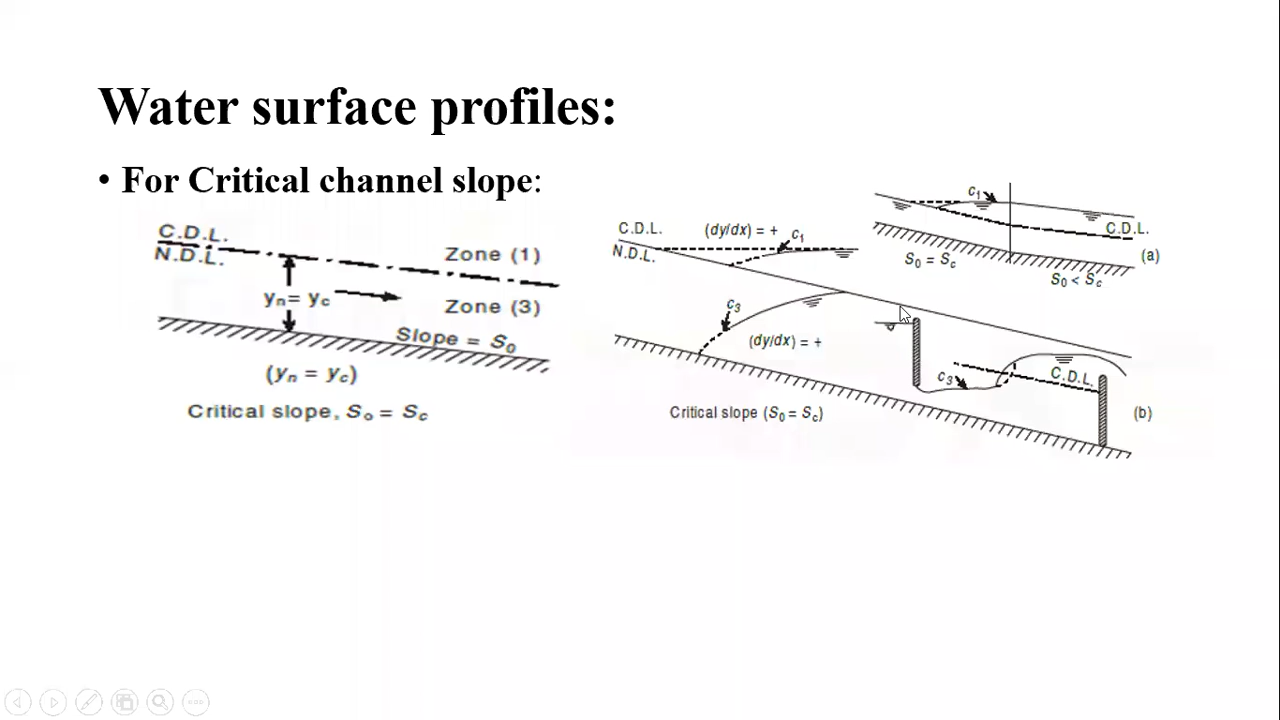 Water surface profiles:
• For Critical channel slope:
C.D.L.
N.D.L.
Zone (1)
yn = yc
Zone (3)
Slope = So
(yn = yc)
Critical slope, So = Sc
C.D.L.
N.D.L.
(dy/dx) = +
c1
c3
(dy/dx) = +
Critical slope (S0 = Sc)
c1
C.D.L.
S0 = Sc
S0 < Sc
(a)
c3
C.D.L.
(b)